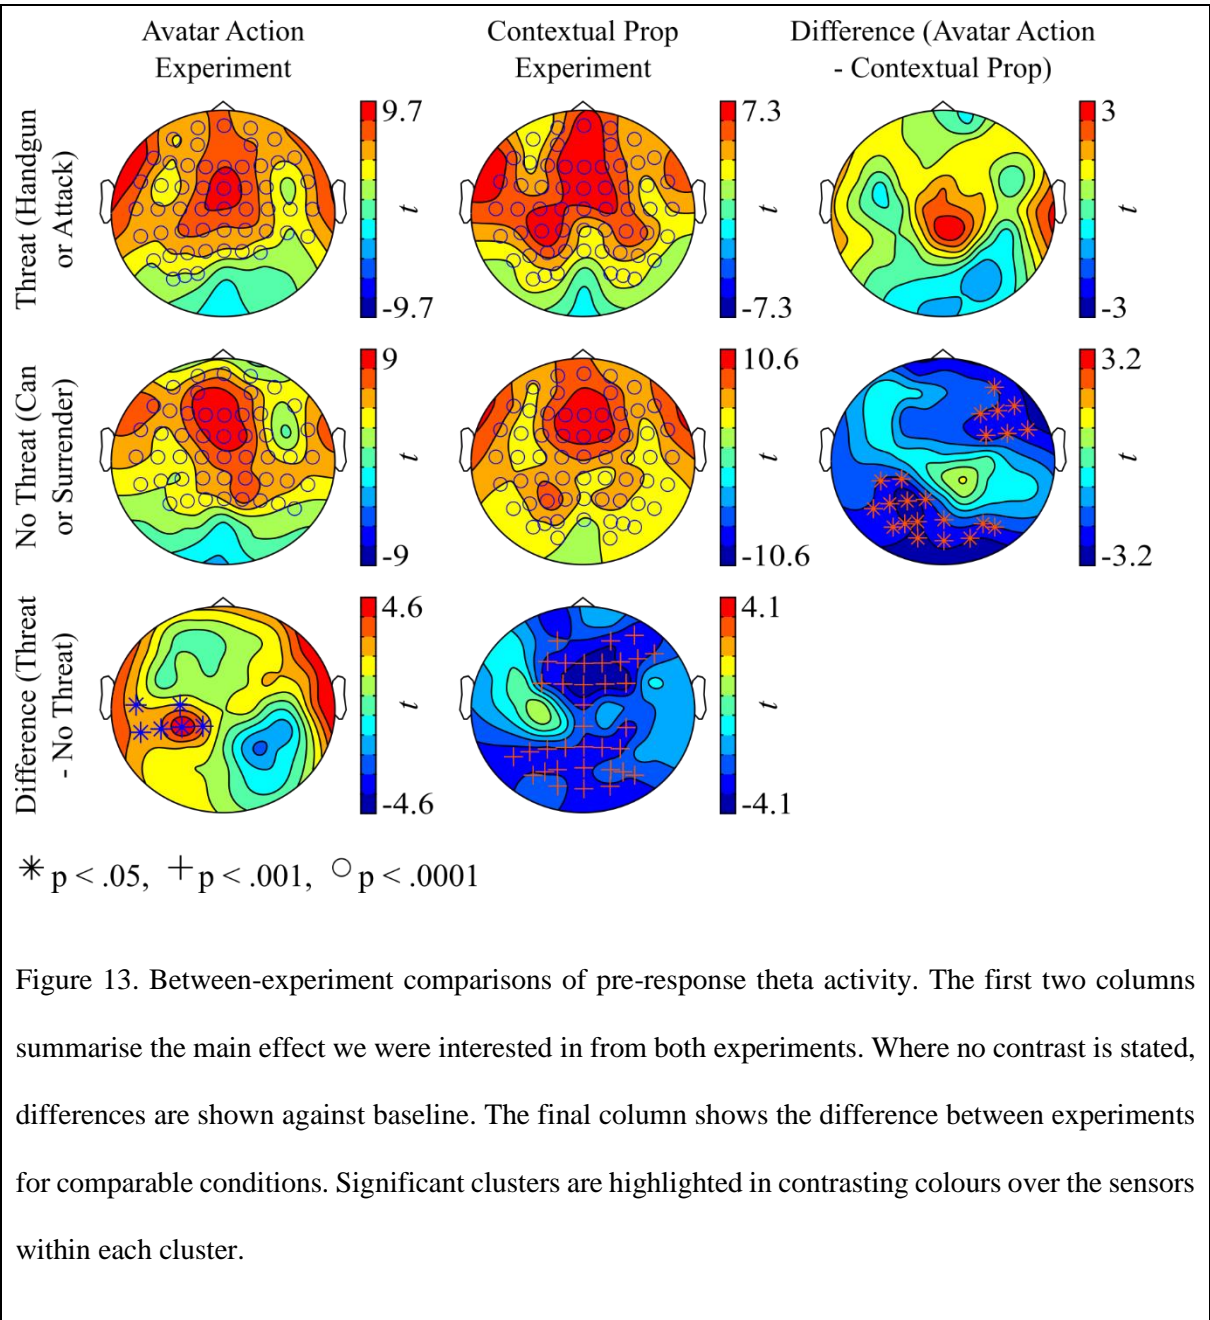 Avatar Action
Experiment
Contextual Prop
Experiment
Difference (Avatar Action
- Contextual Prop)
Threat (Handgun
or Attack)
9.7
t
-9.7
7.3
t
-7.3
3
t
-3
No Threat (Can
or Surrender)
9
t
-9
10.6
t
-10.6
3.2
t
-3.2
Difference (Threat
- No Threat)
4.6
t
-4.6
4.1
t
-4.1
* p < .05, + p < .001, ○ p < .0001
Figure 13. Between-experiment comparisons of pre-response theta activity. The first two columns
summarise the main effect we were interested in from both experiments. Where no contrast is stated,
differences are shown against baseline. The final column shows the difference between experiments
for comparable conditions. Significant clusters are highlighted in contrasting colours over the sensors
within each cluster.